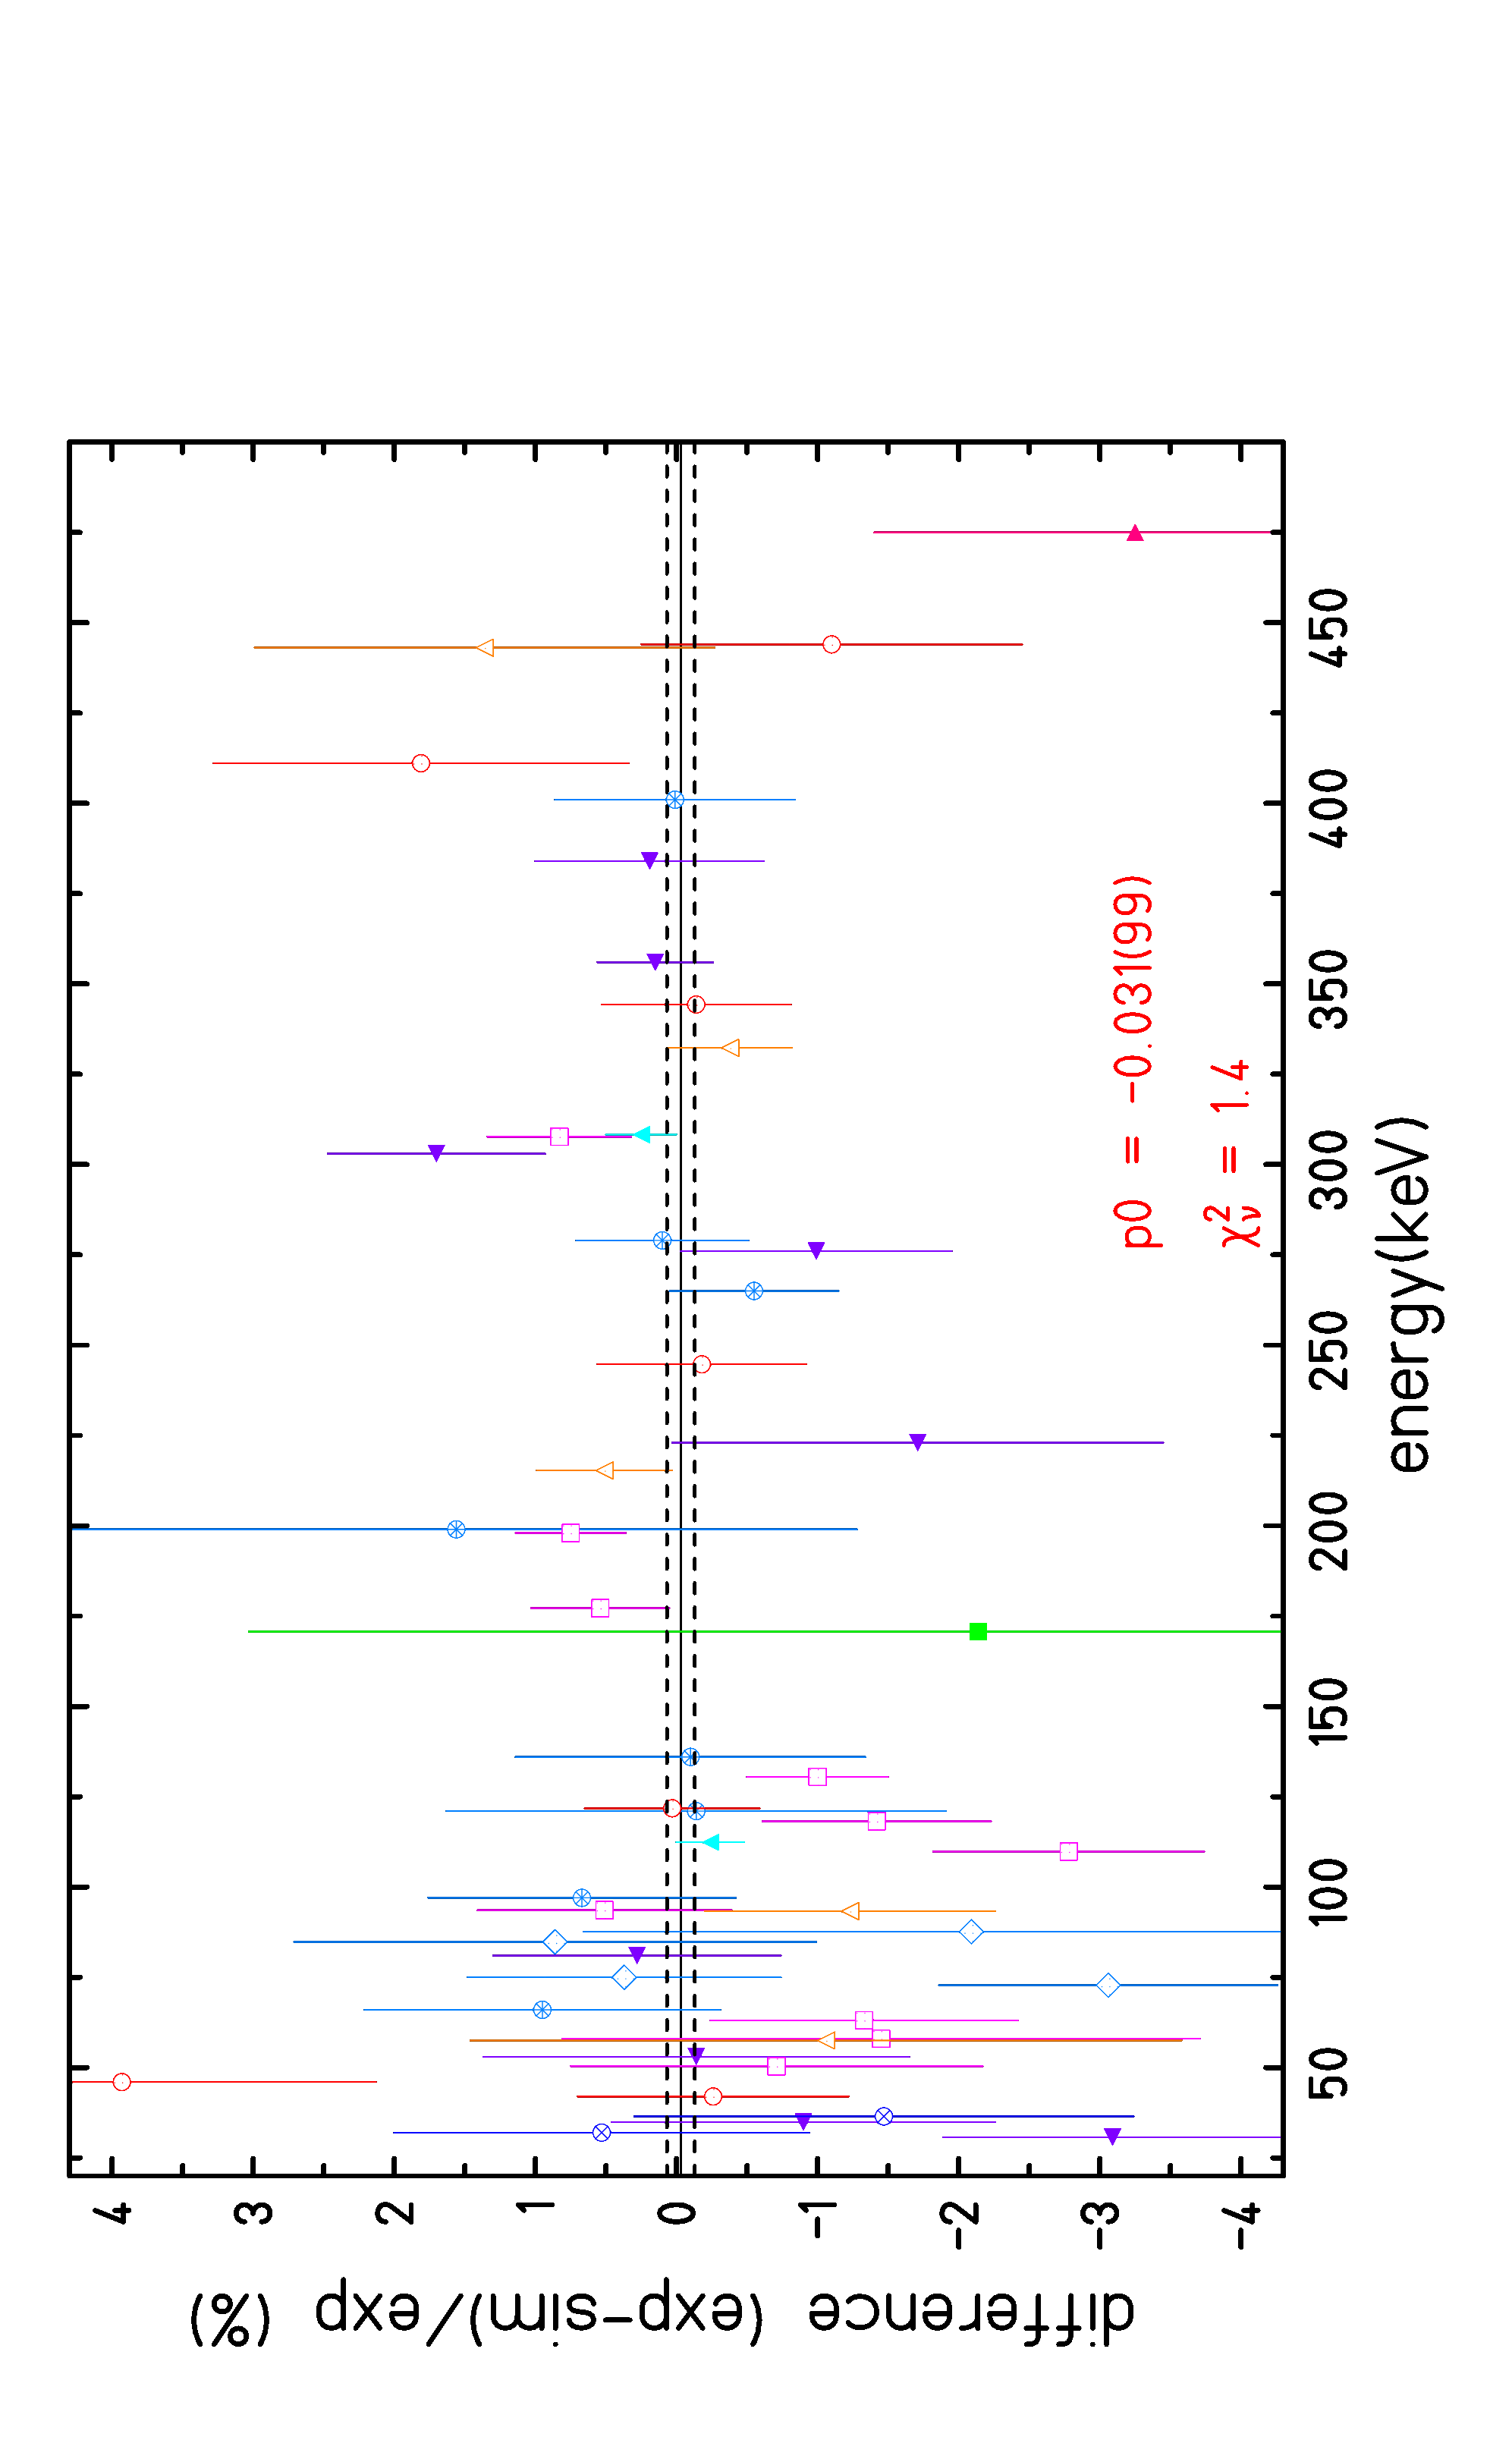 difference (exp-sim)/exp (%)
4
3
2
1
0
-1
-2
-3
-4
p0 = -0.031(99)
χ²ᵥ = 1.4
50 100 150 200 250 300 350 400 450
energy(keV)